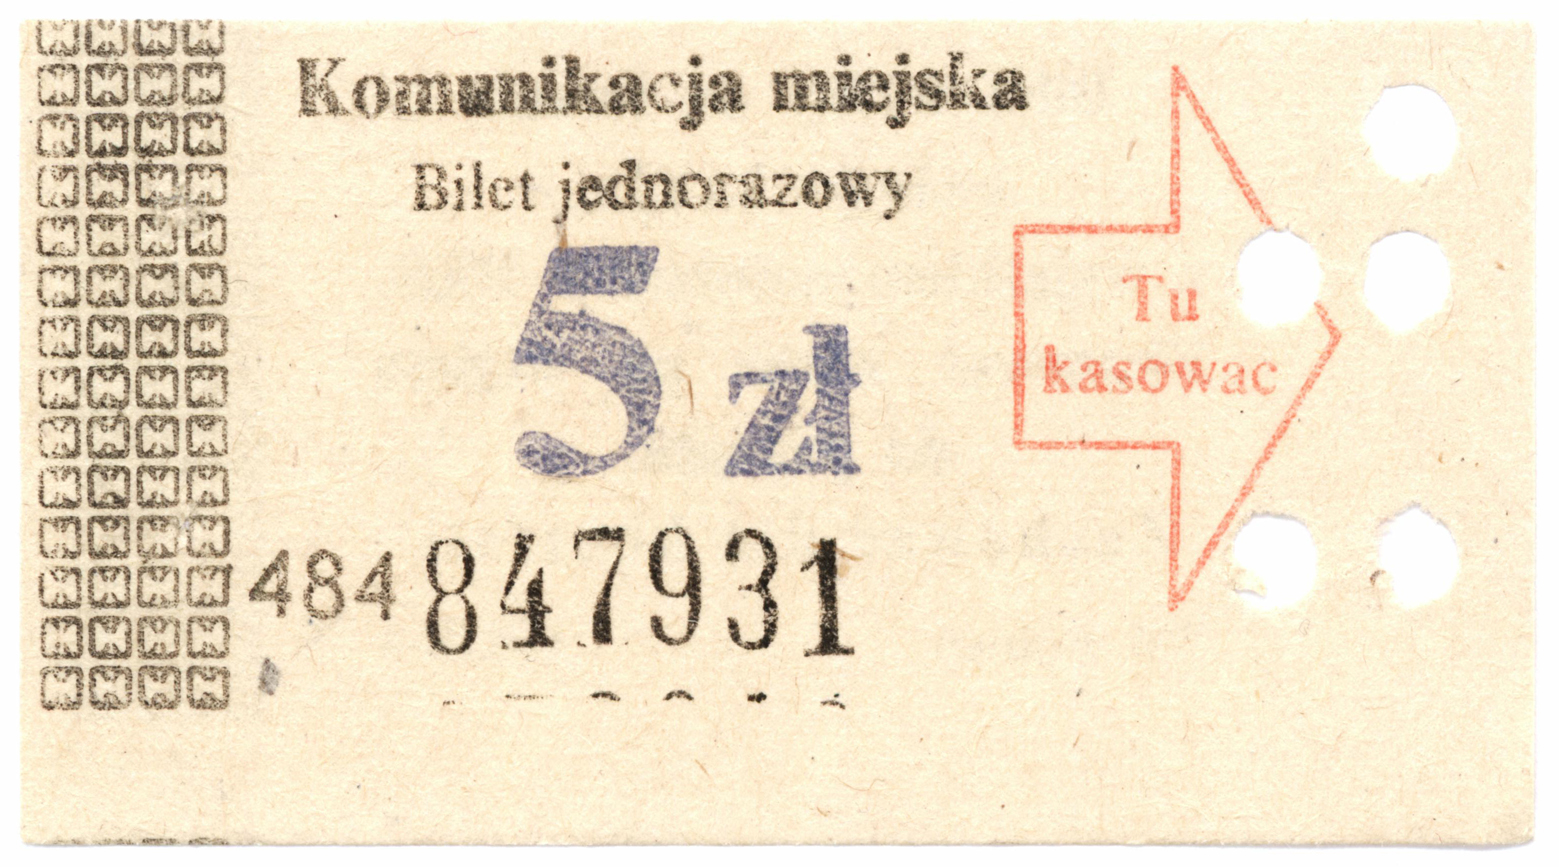 Komunikacja miejska
Bilet jednorazowy
5 zł
Tu
kasowac
484 847931